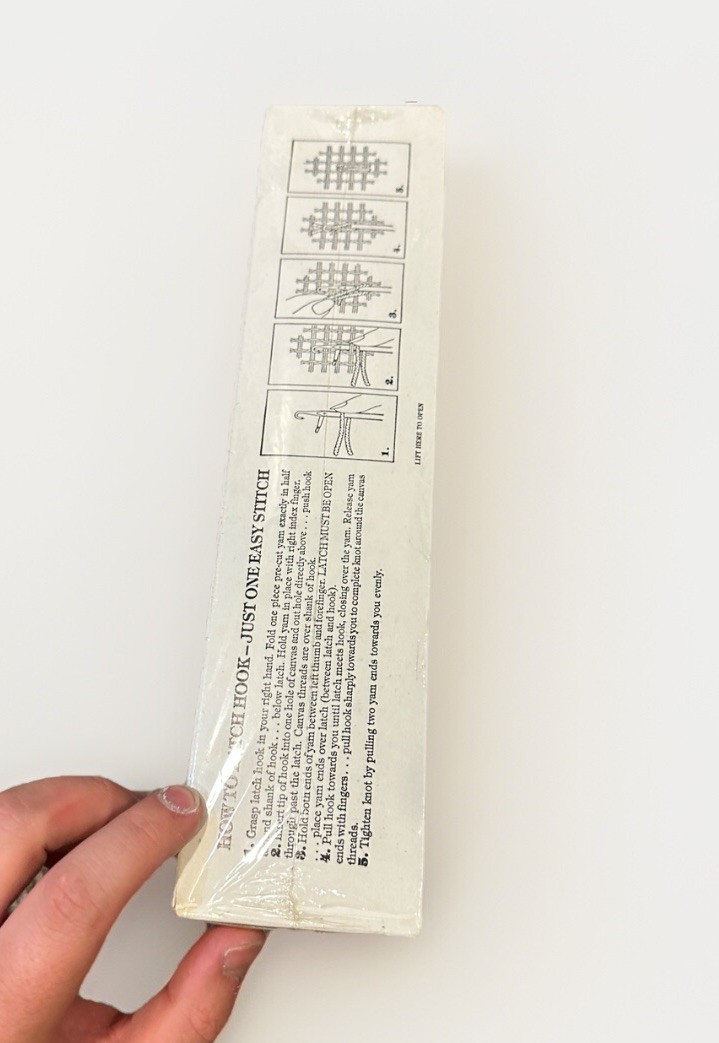 HOW TO LATCH HOOK—JUST ONE EASY STITCH
1. Grasp latch hook in your right hand. Fold one piece pre-cut yarn exactly in half
around shank of hook . . . below latch. Hold yarn in place with right index finger.
2. Insert tip of hook into one hole of canvas and out hole directly above . . . push hook
through past the latch. Canvas threads are over shank of hook.
3. Hold both ends of yarn between left thumb and forefinger. LATCH MUST BE OPEN
. . . place yarn ends over latch (between latch and hook).
4. Pull hook towards you until latch meets hook, closing over the yarn. Release yarn
ends with fingers . . . pull hook sharply towards you to complete knot around the canvas
threads.
5. Tighten knot by pulling two yarn ends towards you evenly.
1.
2.
3.
4.
5.
LIFT HERE TO OPEN